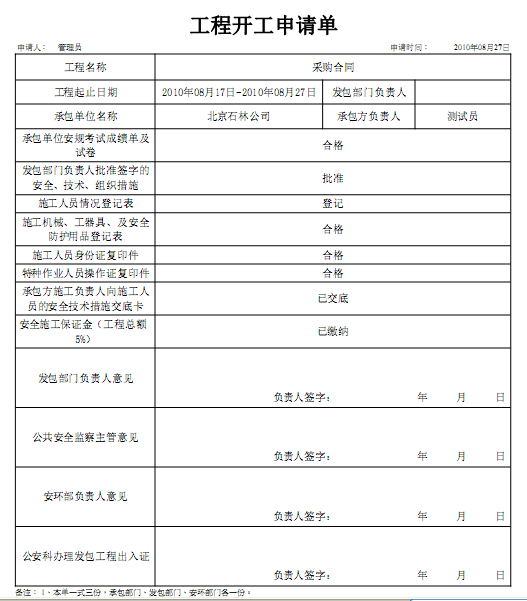 工程开工申请单
申请人： 管理员 申请时间： 2010年08月27日
工程名称 采购合同
工程起止日期 2010年08月17日-2010年08月27日 发包部门负责人
承包单位名称 北京石林公司 承包方负责人 测试员
承包单位安规考试成绩单及
试卷
合格
发包部门负责人批准签字的
安全、技术、组织措施
批准
施工人员情况登记表 登记
施工机械、工器具、及安全
防护用品登记表
合格
施工人员身份证复印件 合格
特种作业人员操作证复印件 合格
承包方施工负责人向施工人
员的安全技术措施交底卡
已交底
安全施工保证金（工程总额
5%）
已缴纳
发包部门负责人意见
负责人签字： 年 月 日
公共安全监察主管意见
负责人签字： 年 月 日
安环部负责人意见
负责人签字： 年 月 日
公安科办理发包工程出入证
负责人签字： 年 月 日
备注：1、本单一式三份，承包部门、发包部门、安环部门各一份。